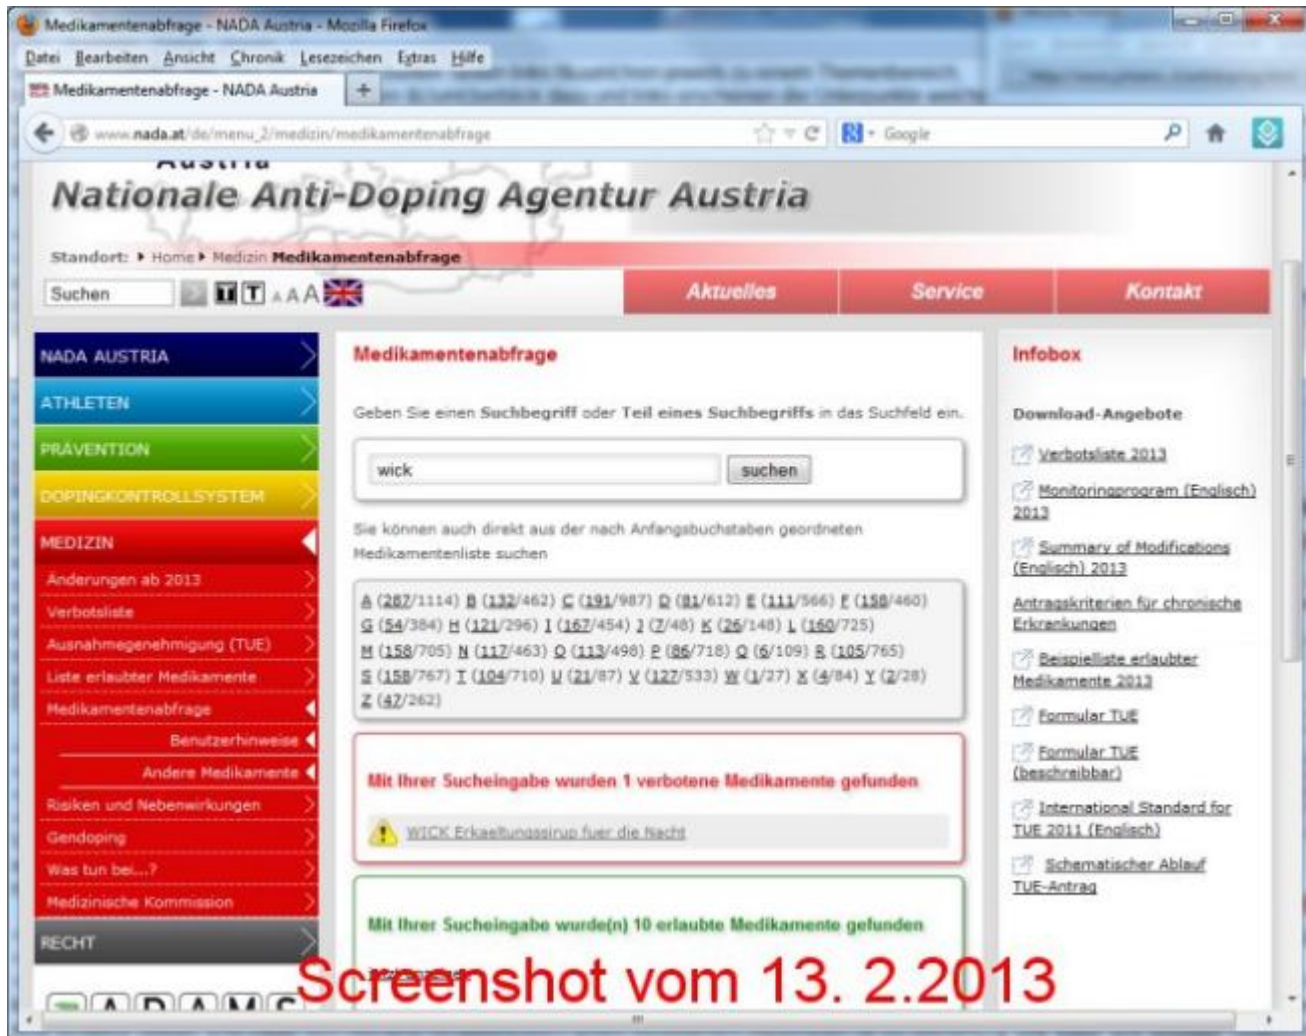 Medikamentenabfrage - NADA Austria - Mozilla Firefox
Datei Bearbeiten Ansicht Chronik Lesezeichen Extras Hilfe
Medikamentenabfrage - NADA Austria +
www.nada.at/de/menu_2/medizin/medikamentenabfrage
Google
Austria
Nationale Anti-Doping Agentur Austria
Standort: Home Medizin Medikamentenabfrage
Suchen
T T A A A
Aktuelles Service Kontakt
NADA AUSTRIA
ATHLETEN
PRÄVENTION
DOPINGKONTROLLSYSTEM
MEDIZIN
Änderungen ab 2013
Verbotsliste
Ausnahmegenehmigung (TUE)
Liste erlaubter Medikamente
Medikamentenabfrage
Benutzerhinweise
Andere Medikamente
Risiken und Nebenwirkungen
Gendoping
Was tun bei...?
Medizinische Kommission
RECHT
ADAMS
Medikamentenabfrage
Geben Sie einen Suchbegriff oder Teil eines Suchbegriffs in das Suchfeld ein.
wick suchen
Sie können auch direkt aus der nach Anfangsbuchstaben geordneten
Medikamentenliste suchen
A (287/1114) B (132/462) C (191/987) D (81/612) E (111/566) F (158/460)
G (54/384) H (121/296) I (167/454) J (7/48) K (26/148) L (160/725)
M (158/705) N (117/463) O (113/498) P (86/718) Q (6/109) R (105/765)
S (158/767) T (104/710) U (21/87) V (127/533) W (1/27) X (4/84) Y (2/28)
Z (47/262)
Mit Ihrer Sucheingabe wurden 1 verbotene Medikamente gefunden
WICK Erkaeltungssirup fuer die Nacht
Mit Ihrer Sucheingabe wurde(n) 10 erlaubte Medikamente gefunden
Infobox
Download-Angebote
Verbotsliste 2013
Monitoringprogram (Englisch)
2013
Summary of Modifications
(Englisch) 2013
Antragskriterien für chronische
Erkrankungen
Beispielliste erlaubter
Medikamente 2013
Formular TUE
Formular TUE
(beschreibbar)
International Standard for
TUE 2011 (Englisch)
Schematischer Ablauf
TUE-Antrag
Screenshot vom 13. 2.2013